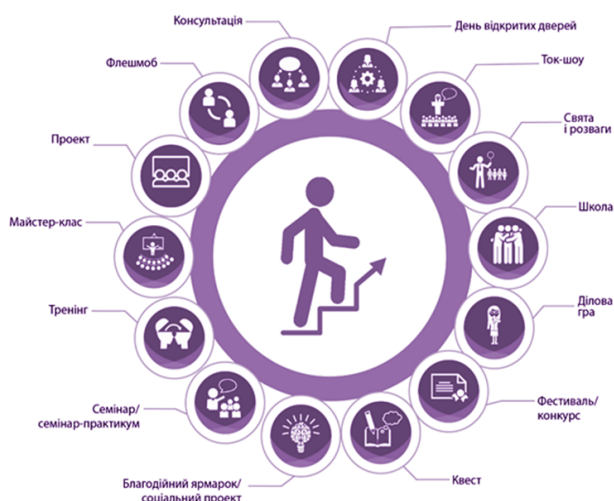 Консультація
День відкритих дверей
Флешмоб
Ток-шоу
Свята
і розваги
Проект
Школа
Майстер-клас
Тренінг
Ділова
гра
Семінар/
семінар-практикум
Фестиваль/
конкурс
Благодійний ярмарок/
соціальний проект
Квест